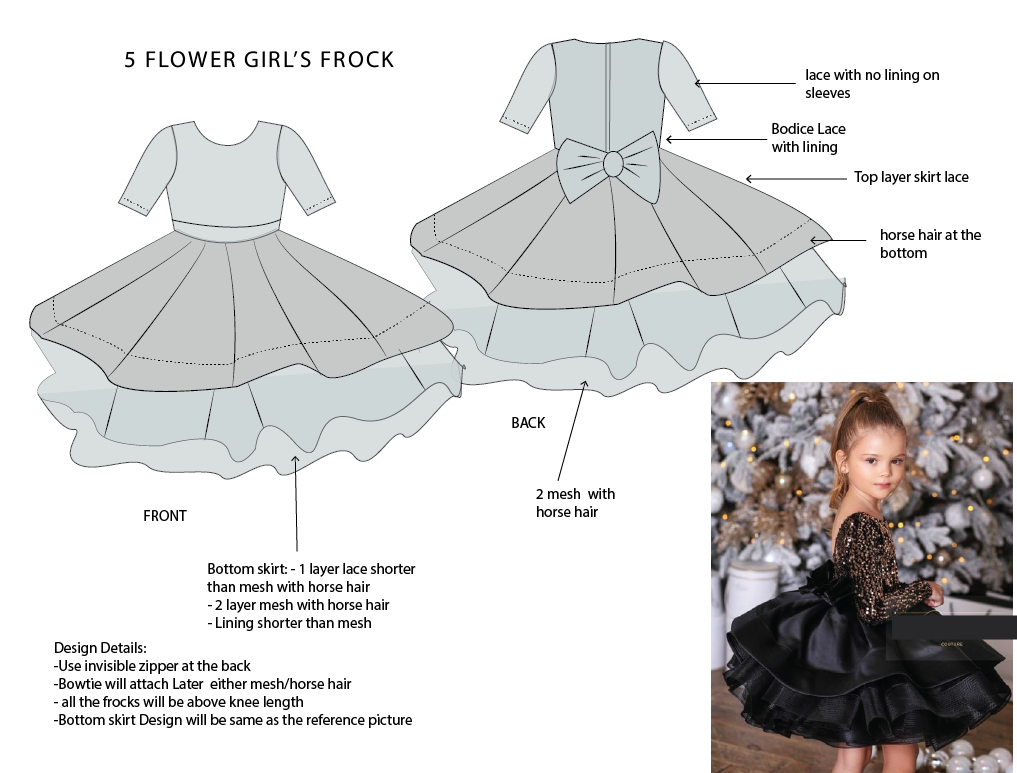 5 FLOWER GIRL'S FROCK
lace with no lining on
sleeves
Bodice Lace
with lining
Top layer skirt lace
horse hair at the
bottom
BACK
2 mesh  with
horse hair
FRONT
Bottom skirt: - 1 layer lace shorter
than mesh with horse hair
- 2 layer mesh with horse hair
- Lining shorter than mesh
Design Details:
-Use invisible zipper at the back
-Bowtie will attach Later  either mesh/horse hair
- all the frocks will be above knee length
-Bottom skirt Design will be same as the reference picture
COUTURE